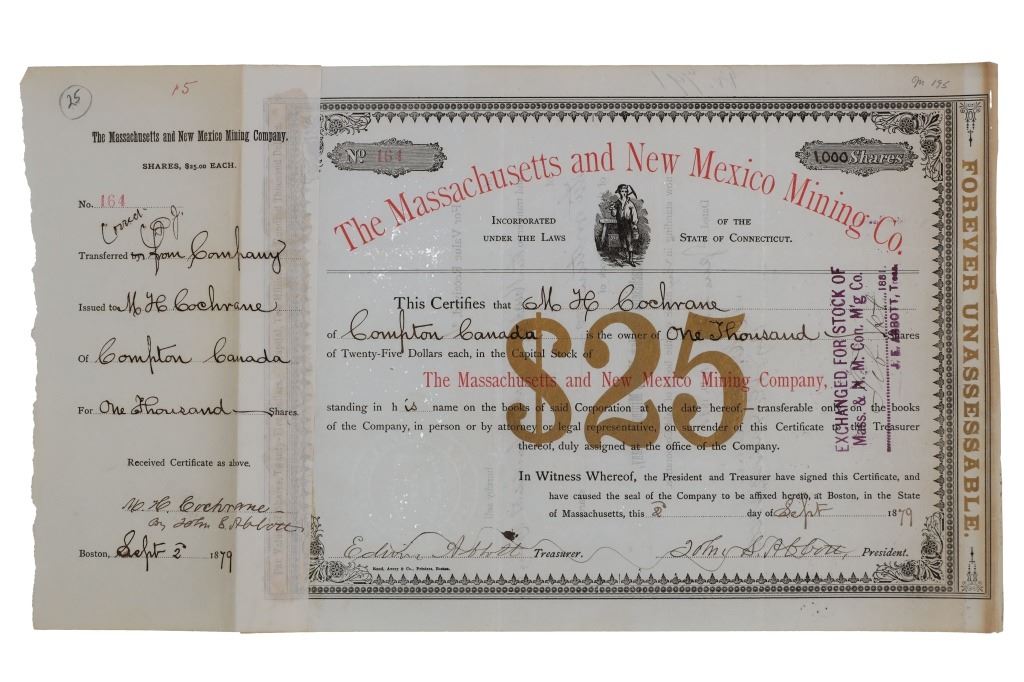 25
15
The Massachusetts and New Mexico Mining Company.
SHARES, $25.00 EACH.
No. 164
Transferred from Company
Issued to M H Cochrane
Of Compton Canada
For One Thousand Shares.
Received Certificate as above.
M. H. Cochrane
By John E Abbott
Boston, Sept 2 1879
No 164
1,000 Shares
The Massachusetts and New Mexico Mining Co.
INCORPORATED OF THE
UNDER THE LAWS STATE OF CONNECTICUT.
This Certifies that M H Cochrane
of Compton Canada is the owner of One Thousand Shares
of Twenty-Five Dollars each, in the Capital Stock of
$25
The Massachusetts and New Mexico Mining Company,
standing in his name on the books of said Corporation at the date hereof,—transferable only on the books
of the Company, in person or by attorney or legal representative, on surrender of this Certificate to the Treasurer
thereof, duly assigned at the office of the Company.
In Witness Whereof, the President and Treasurer have signed this Certificate, and
have caused the seal of the Company to be affixed hereto, at Boston, in the State
of Massachusetts, this 2 day of Sept 1879
Edwin Abbott Treasurer. John S. Abbott, President.
Rand, Avery & Co., Printers, Boston.
EXCHANGED FOR STOCK OF
Mass. & N. M. Con. M'g Co.
1881.
J. E. ABBOTT, Treas.
FOREVER UNASSESSABLE.